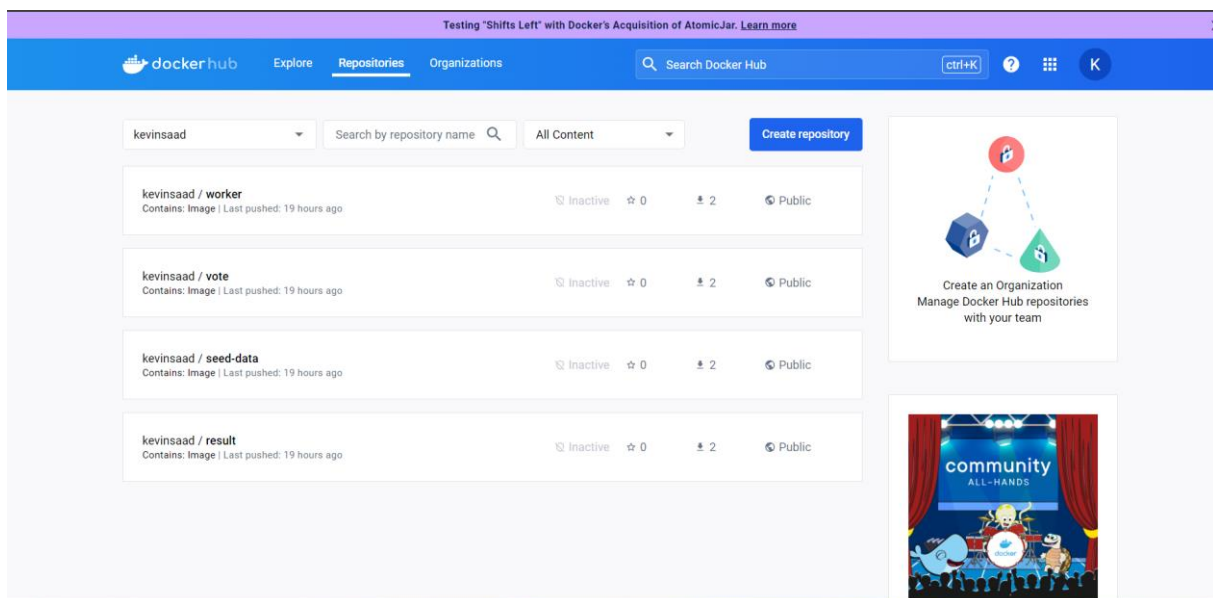 Testing "Shifts Left" with Docker's Acquisition of AtomicJar. Learn more
dockerhub Explore Repositories Organizations Search Docker Hub ctrl+K ? K
kevinsaad Search by repository name All Content Create repository
kevinsaad / worker
Contains: Image | Last pushed: 19 hours ago
Inactive 0 2 Public
kevinsaad / vote
Contains: Image | Last pushed: 19 hours ago
Inactive 0 2 Public
kevinsaad / seed-data
Contains: Image | Last pushed: 19 hours ago
Inactive 0 2 Public
kevinsaad / result
Contains: Image | Last pushed: 19 hours ago
Inactive 0 2 Public
Create an Organization
Manage Docker Hub repositories
with your team
community
ALL-HANDS
docker